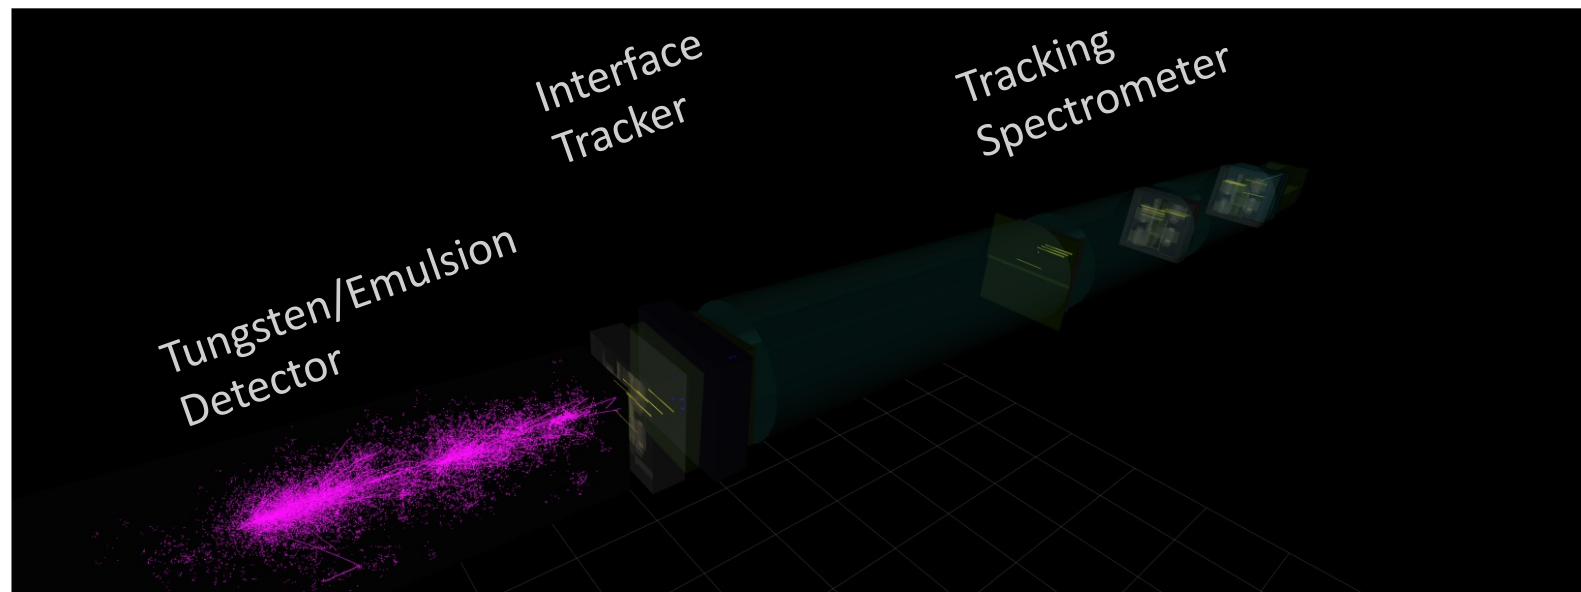 Interface
Tracker
Tracking
Spectrometer
Tungsten/Emulsion
Detector